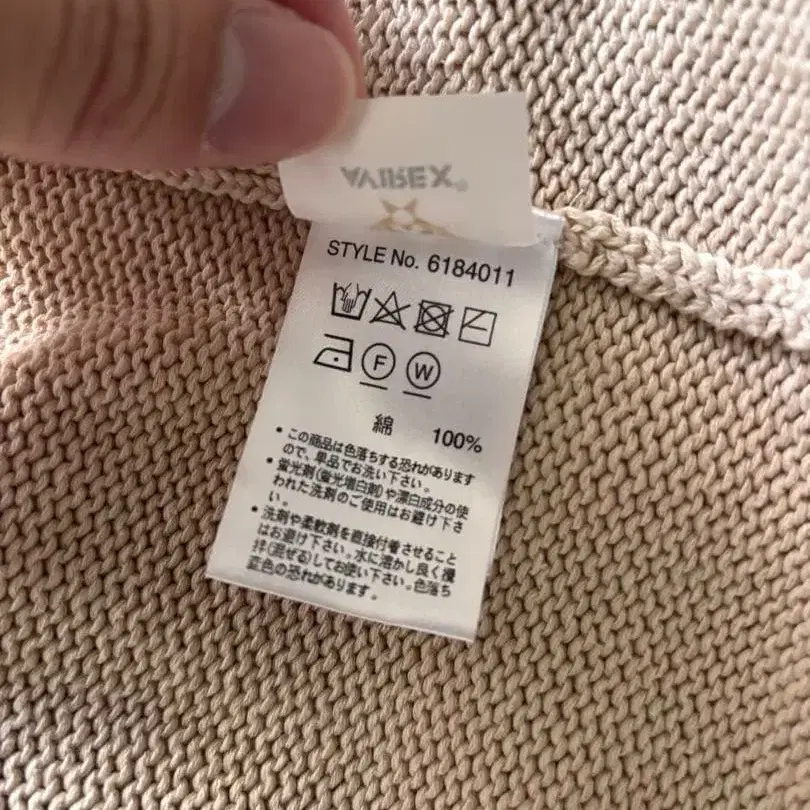 AVIREX®
STYLE No. 6184011
F W
綿 100%
• この商品は色落ちする恐れがあります
ので、単品でお洗い下さい。
• 螢光剤(螢光増白剤)や漂白成分の使
われた洗剤のご使用はお避け下さ
い。
• 洗剤や柔軟剤を直接付着させること
はお避け下さい。水に溶かし良く攪
拌(混ぜる)してお使い下さい。色落ち
変色の恐れがあります。